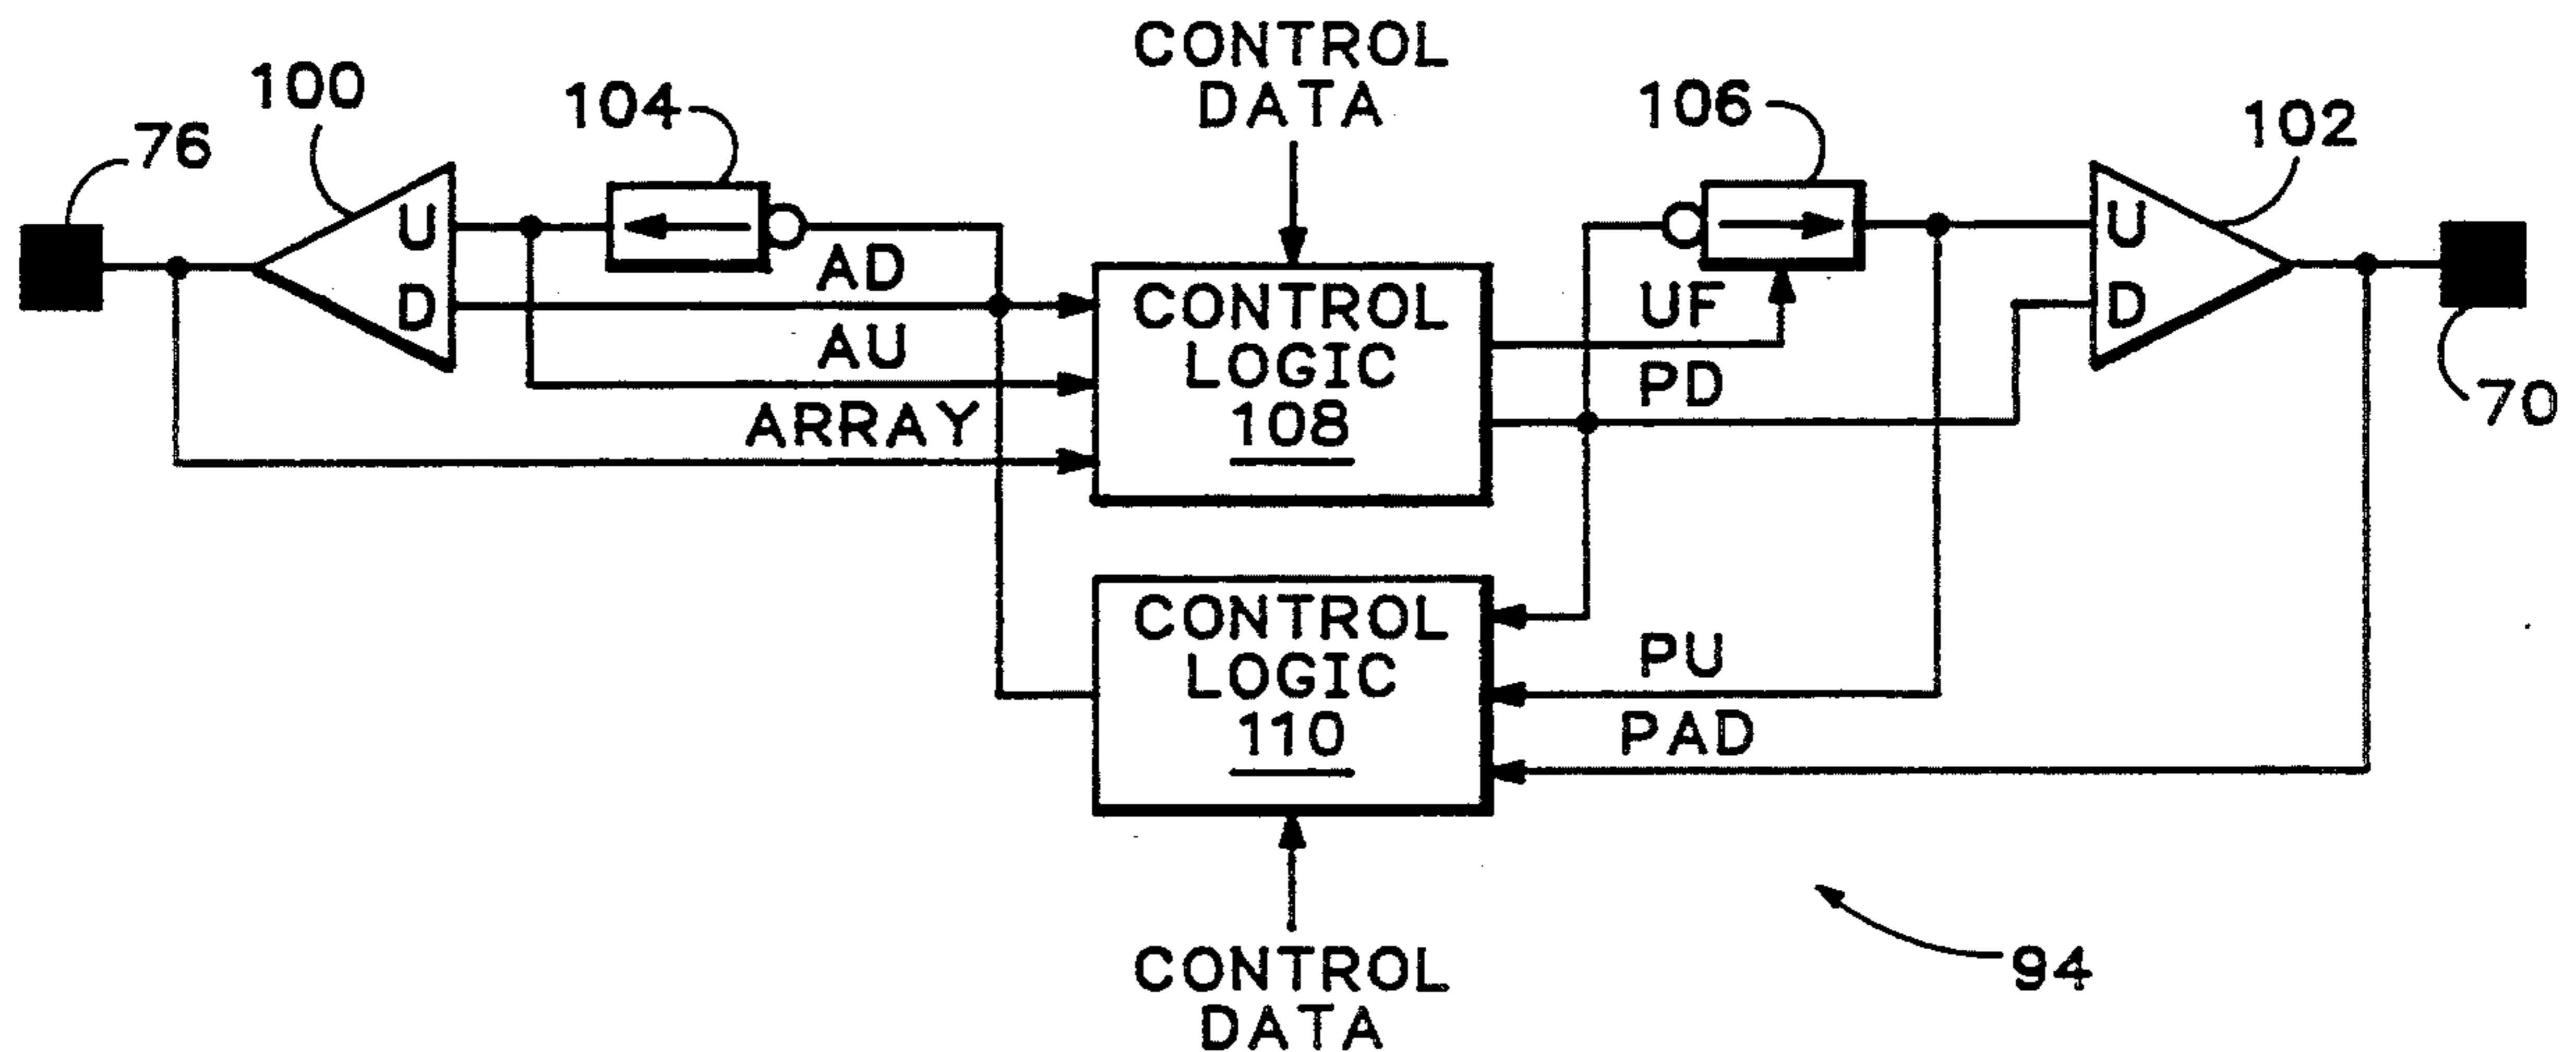 CONTROL
DATA
100
104
106
102
76
U
D
AD
AU
ARRAY
CONTROL
LOGIC
108
UF
PD
U
D
70
CONTROL
LOGIC
110
PU
PAD
CONTROL
DATA
94